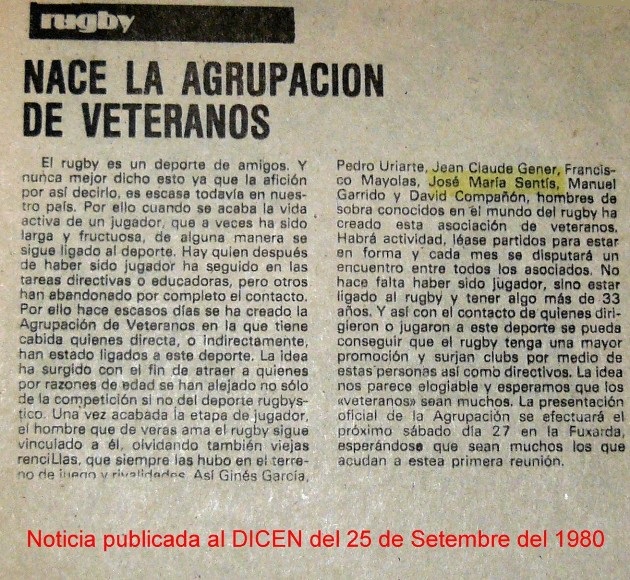 rugby
NACE LA AGRUPACION
DE VETERANOS
El rugby es un deporte de amigos. Y
nunca mejor dicho esto ya que la afición
por así decirlo, es escasa todavía en nues-
tro país. Por ello cuando se acaba la vida
activa de un jugador, que a veces ha sido
larga y fructuosa, de alguna manera se
sigue ligado al deporte. Hay quien después
de haber sido jugador ha seguido en las
tareas directivas o educadoras, pero otros
han abandonado por completo el contacto.
Por ello hace escasos días se ha creado la
Agrupación de Veteranos en la que tiene
cabida quienes directa, o indirectamente,
han estado ligados a este deporte. La idea
ha surgido con el fin de atraer a quienes
por razones de edad se han alejado no sólo
de la competición si no del deporte rugbys-
tico. Una vez acabada la etapa de jugador,
el hombre que de veras ama el rugby sigue
vinculado a él, olvidando también viejas
rencillas, que siempre las hubo en el terre-
no de juego y rivalidades. Así Ginés García,
Pedro Uriarte, Jean Claude Gener, Francis-
co Mayolas, José María Sentís, Manuel
Garrido y David Compañón, hombres de
sobra conocidos en el mundo del rugby ha
creado esta asociación de veteranos.
Habrá actividad, léase partidos para estar
en forma y cada mes se disputará un
encuentro entre todos los asociados. No
hace falta haber sido jugador, sino estar
ligado al rugby y tener algo más de 33
años. Y así con el contacto de quienes diri-
gieron o jugaron a este deporte se pueda
conseguir que el rugby tenga una mayor
promoción y surjan clubs por medio de
estas personas así como directivos. La idea
nos parece elogiable y esperamos que los
«veteranos» sean muchos. La presentación
oficial de la Agrupación se efectuará el
próximo sábado día 27 en la Fuxarda,
esperándose que sean muchos los que
acudan a estea primera reunión.
Noticia publicada al DICEN del 25 de Setembre del 1980